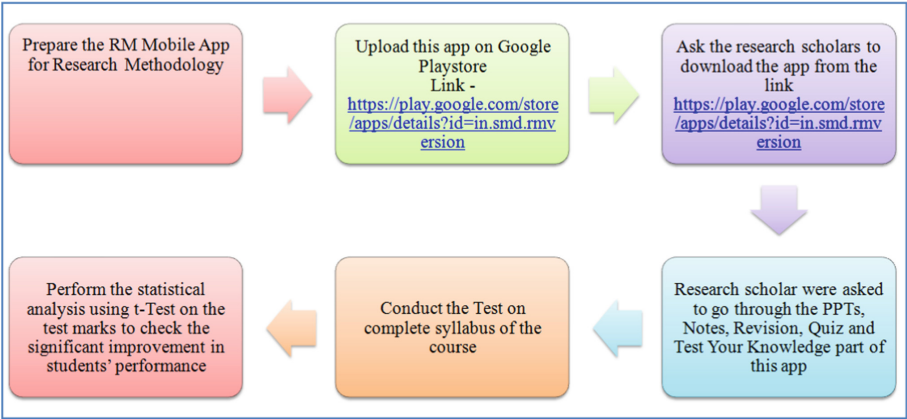 Prepare the RM Mobile App
for Research Methodology
Upload this app on Google
Playstore
Link -
https://play.google.com/store
/apps/details?id=in.smd.rmv
ersion
Ask the research scholars to
download the app from the
link
https://play.google.com/store
/apps/details?id=in.smd.rmv
ersion
Research scholar were asked
to go through the PPTs,
Notes, Revision, Quiz and
Test Your Knowledge part of
this app
Conduct the Test on
complete syllabus of the
course
Perform the statistical
analysis using t-Test on the
test marks to check the
significant improvement in
students’ performance